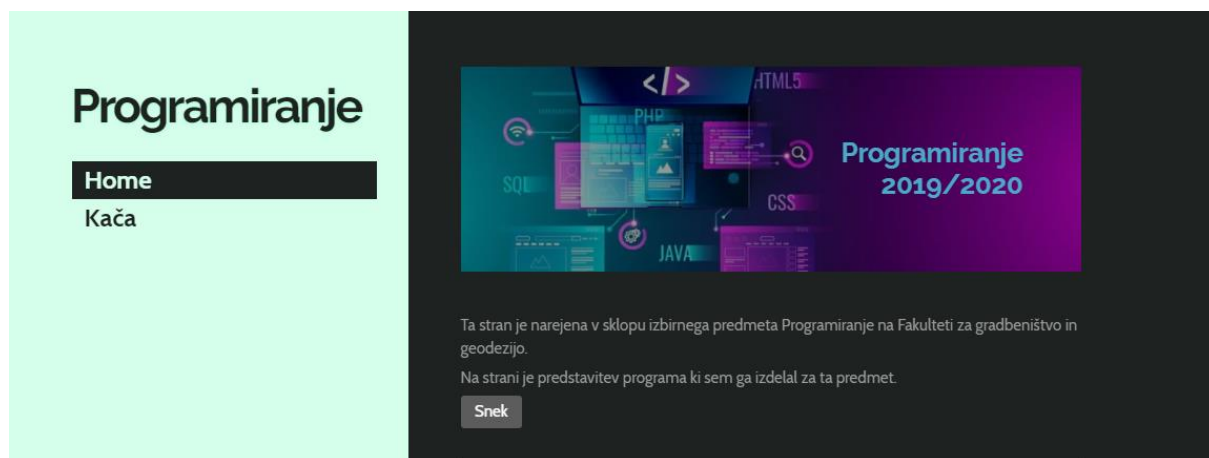 Programiranje
Home
Kača
</>
HTML5
PHP
SQL
CSS
JAVA
Programiranje
2019/2020
Ta stran je narejena v sklopu izbirnega predmeta Programiranje na Fakulteti za gradbeništvo in
geodezijo.
Na strani je predstavitev programa ki sem ga izdelal za ta predmet.
Snek